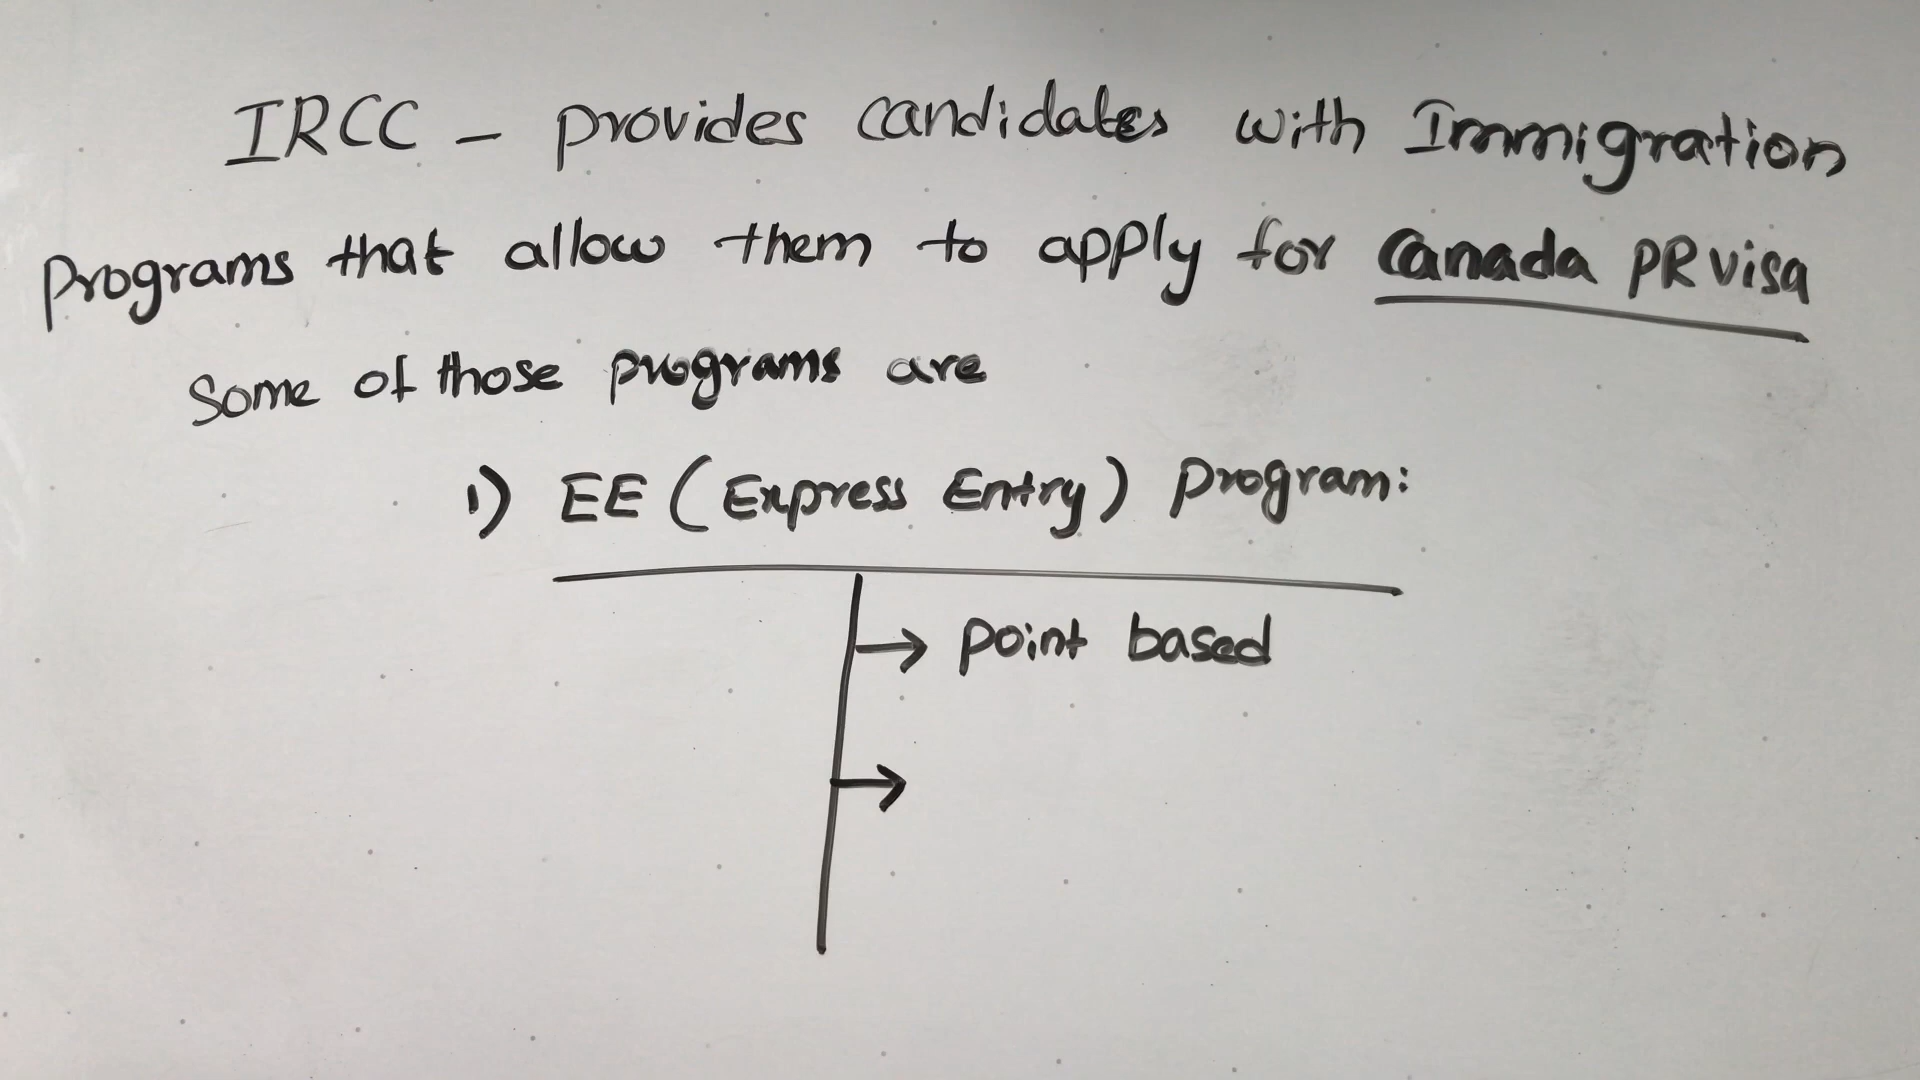 IRCC - provides candidates with Immigration
programs that allow them to apply for Canada PR visa
Some of those programs are
1) EE (Express Entry) program:
→ point based
→